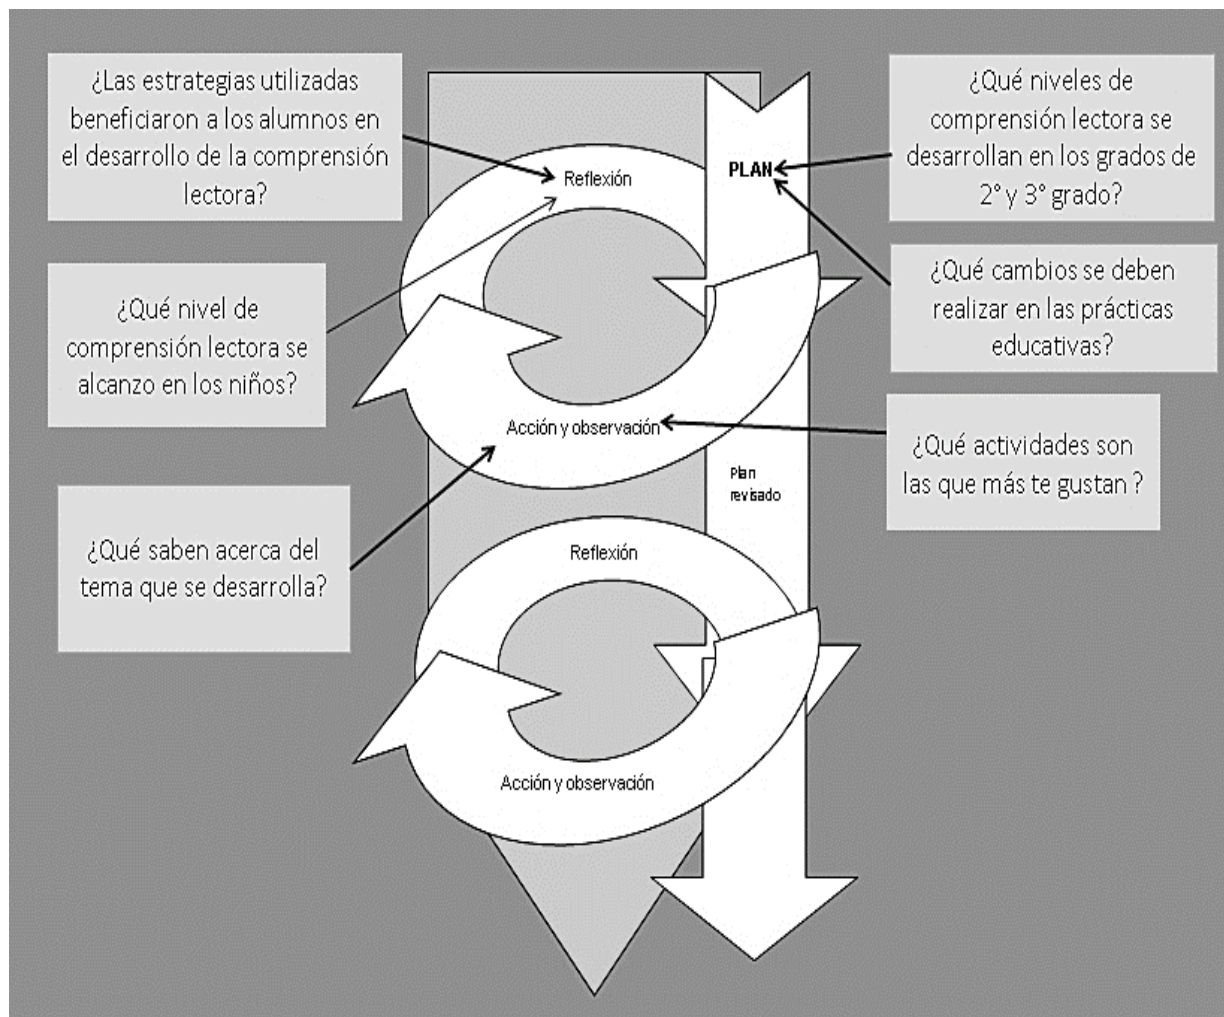 ¿Las estrategias utilizadas
beneficiaron a los alumnos en
el desarrollo de la comprensión
lectora?
¿Qué niveles de
comprensión lectora se
desarrollan en los grados de
2° y 3° grado?
PLAN
Reflexión
¿Qué nivel de
comprensión lectora se
alcanzo en los niños?
¿Qué cambios se deben
realizar en las prácticas
educativas?
Acción y observación
¿Qué actividades son
las que más te gustan ?
Plan
revisado
¿Qué saben acerca del
tema que se desarrolla?
Reflexión
Acción y observación